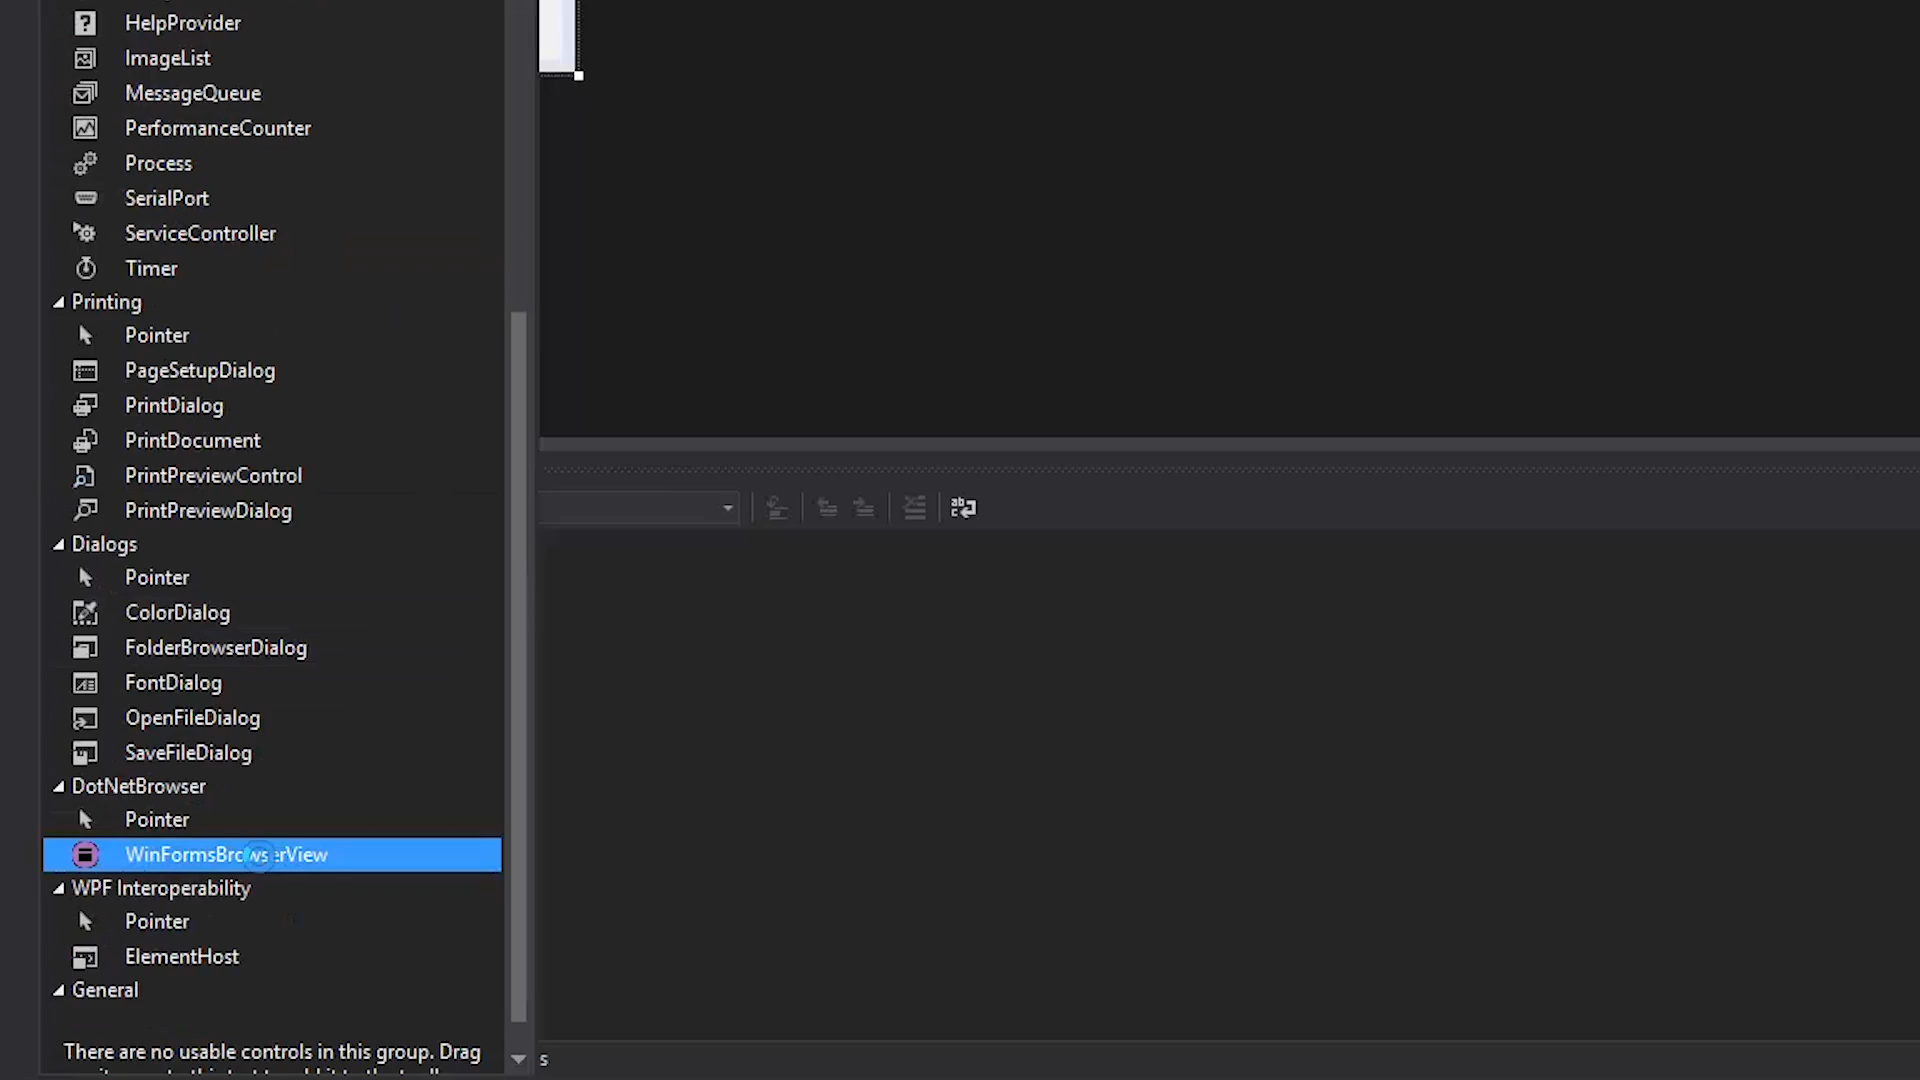 HelpProvider
ImageList
MessageQueue
PerformanceCounter
Process
SerialPort
ServiceController
Timer
Printing
Pointer
PageSetupDialog
PrintDialog
PrintDocument
PrintPreviewControl
PrintPreviewDialog
Dialogs
Pointer
ColorDialog
FolderBrowserDialog
FontDialog
OpenFileDialog
SaveFileDialog
DotNetBrowser
Pointer
WinFormsBrowserView
WPF Interoperability
Pointer
ElementHost
General
There are no usable controls in this group. Drag
s